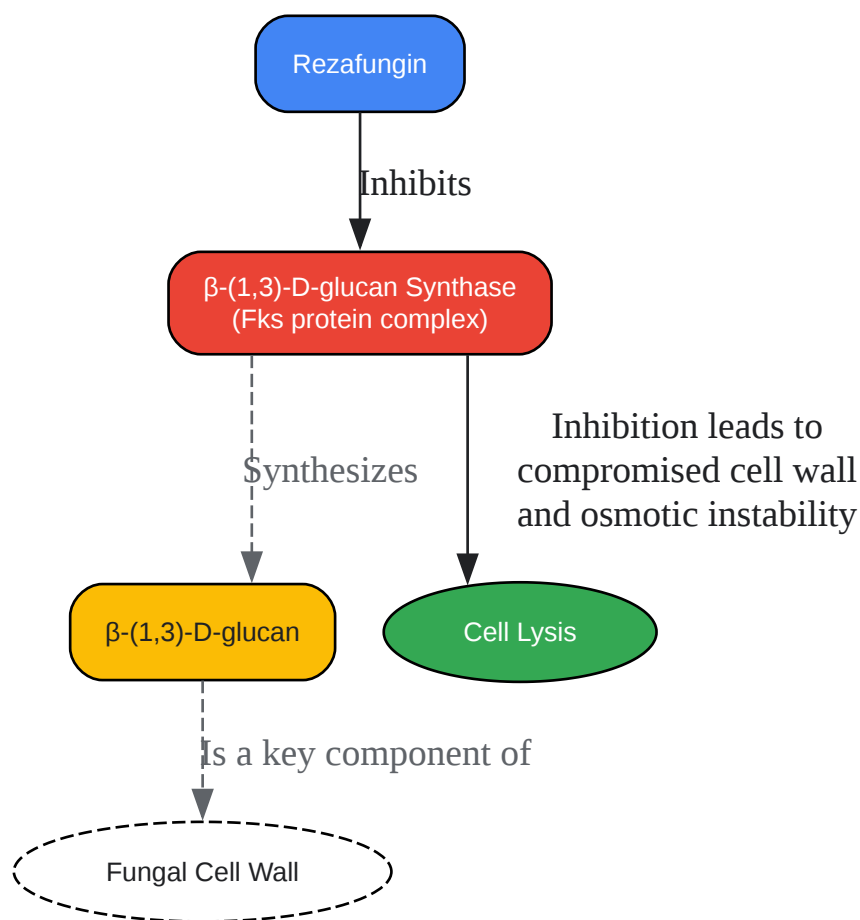 Rezafungin
Inhibits
β-(1,3)-D-glucan Synthase
(Fks protein complex)
Synthesizes
Inhibition leads to
compromised cell wall
and osmotic instability
β-(1,3)-D-glucan
Cell Lysis
Is a key component of
Fungal Cell Wall